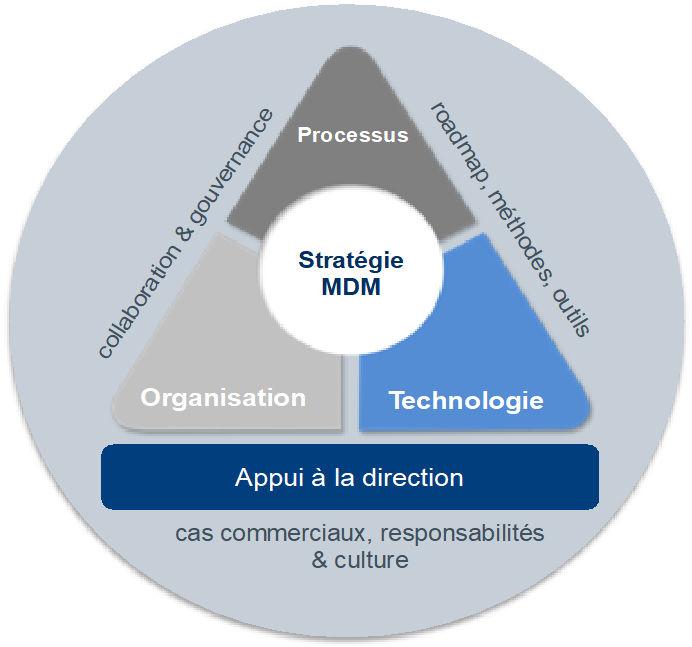 Processus
collaboration & gouvernance
roadmap, méthodes, outils
Stratégie
MDM
Organisation
Technologie
Appui à la direction
cas commerciaux, responsabilités
& culture